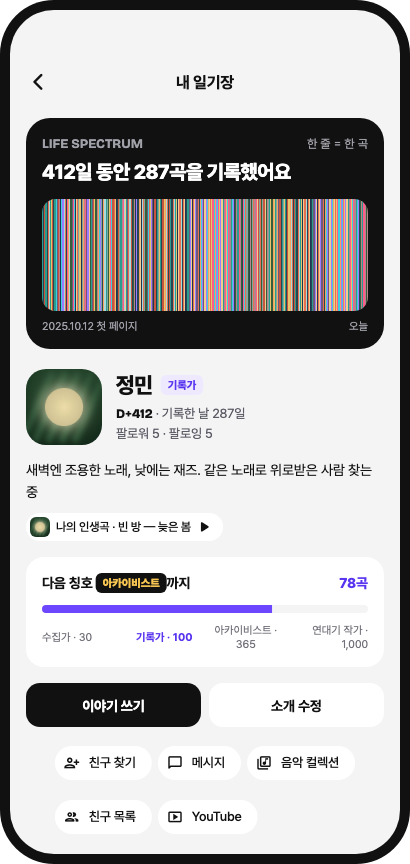 내 일기장
LIFE SPECTRUM
한 줄 = 한 곡
412일 동안 287곡을 기록했어요
2025.10.12 첫 페이지
오늘
정민 기록가
D+412 · 기록한 날 287일
팔로워 5 · 팔로잉 5
새벽엔 조용한 노래, 낮에는 재즈. 같은 노래로 위로받은 사람 찾는
중
나의 인생곡 · 빈 방 — 늦은 봄
다음 칭호 아카이비스트까지
78곡
수집가 · 30
기록가 · 100
아카이비스트 ·
365
연대기 작가 ·
1,000
이야기 쓰기
소개 수정
친구 찾기
메시지
음악 컬렉션
친구 목록
YouTube